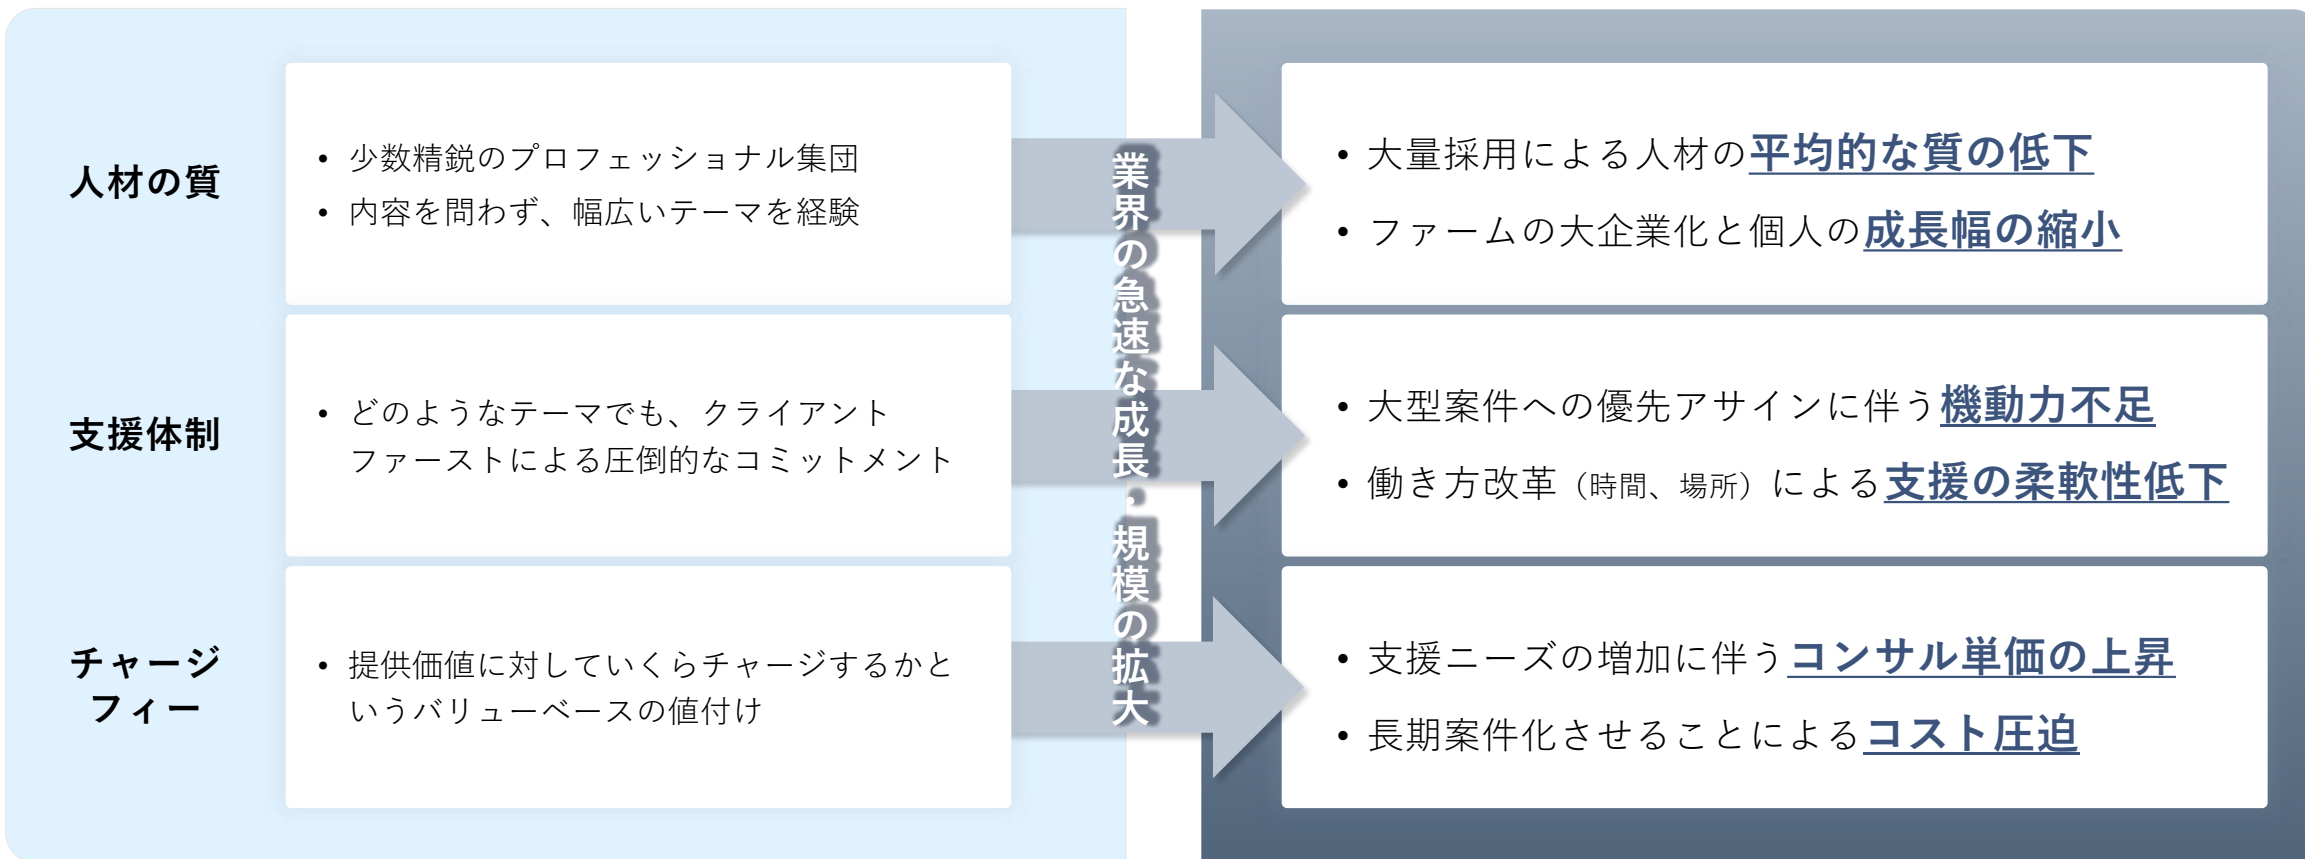 人材の質
• 少数精鋭のプロフェッショナル集団
• 内容を問わず、幅広いテーマを経験
支援体制
• どのようなテーマでも、クライアント
ファーストによる圧倒的なコミットメント
チャージ
フィー
• 提供価値に対していくらチャージするかと
いうバリューベースの値付け
業界の急速な成長・規模の拡大
• 大量採用による人材の平均的な質の低下
• ファームの大企業化と個人の成長幅の縮小
• 大型案件への優先アサインに伴う機動力不足
• 働き方改革（時間、場所）による支援の柔軟性低下
• 支援ニーズの増加に伴うコンサル単価の上昇
• 長期案件化させることによるコスト圧迫